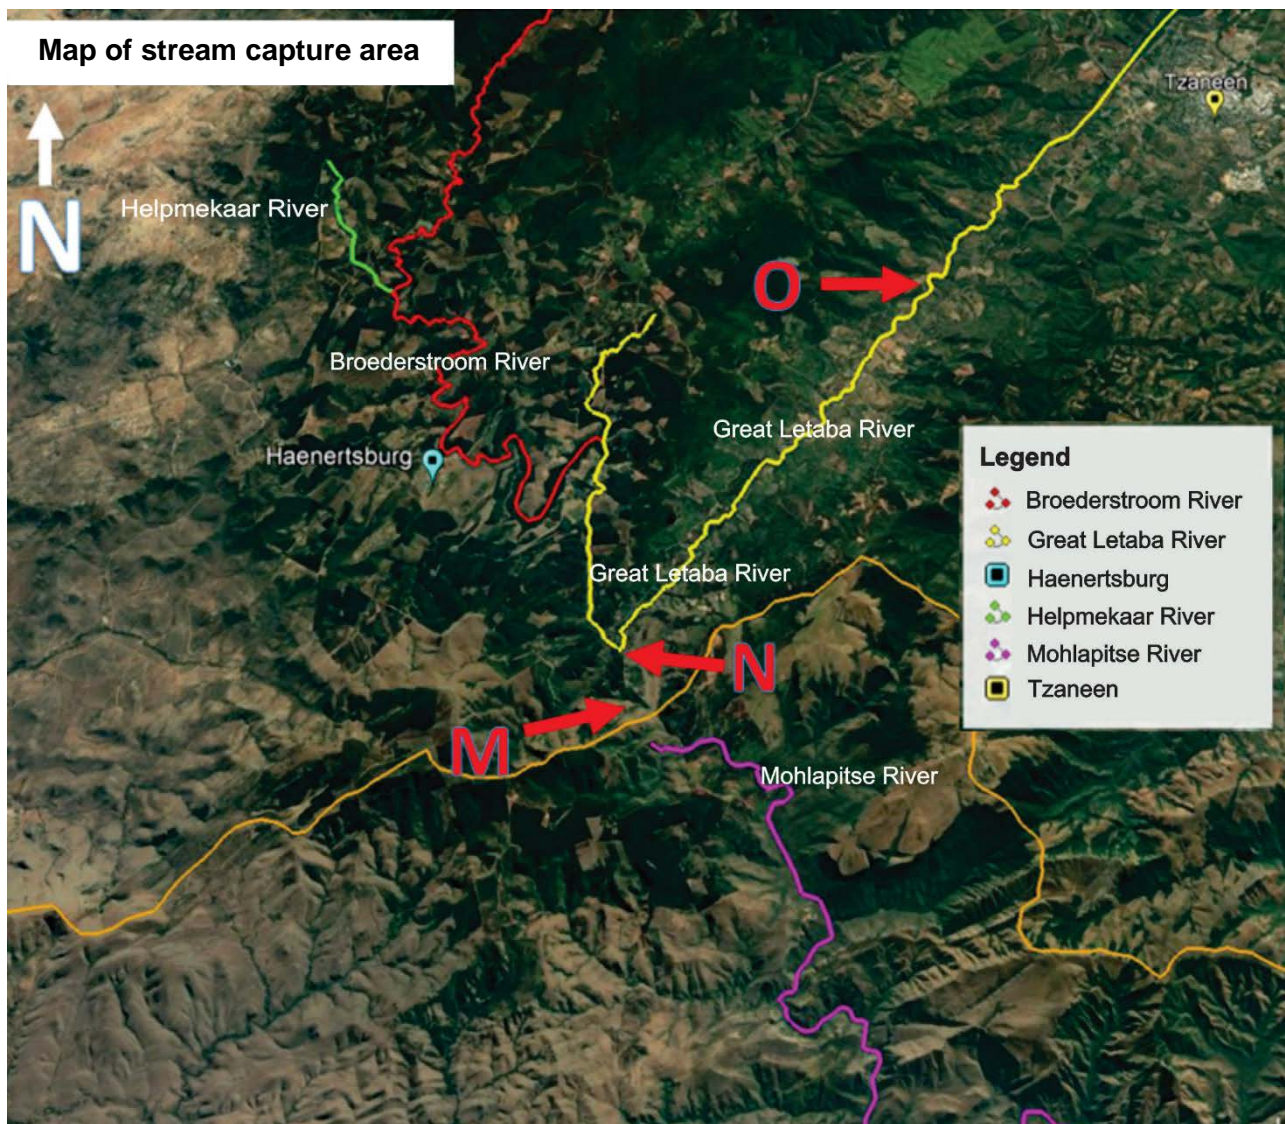 Map of stream capture area
N
Tzaneen
Helpmekaar River
O
Broederstroom River
Great Letaba River
Haenertsburg
Great Letaba River
N
M
Mohlapitse River
Legend
Broederstroom River
Great Letaba River
Haenertsburg
Helpmekaar River
Mohlapitse River
Tzaneen